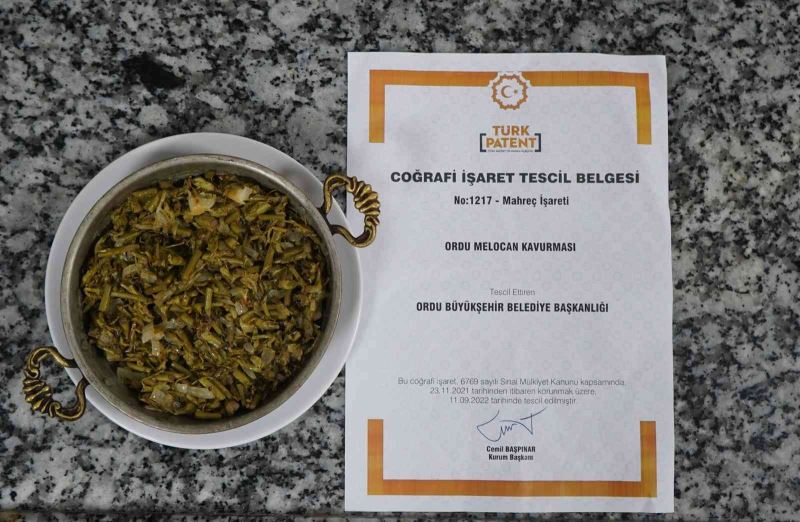 TÜRK
PATENT
COĞRAFİ İŞARET TESCİL BELGESİ
No:1217 - Mahreç İşareti
ORDU MELOCAN KAVURMASI
Tescil Ettiren
ORDU BÜYÜKŞEHİR BELEDİYE BAŞKANLIĞI
Bu coğrafi işaret, 6769 sayılı Sınai Mülkiyet Kanunu kapsamında
23.11.2021 tarihinden itibaren korunmak üzere,
11.09.2022 tarihinde tescil edilmiştir.
Cemil BAŞPINAR
Kurum Başkanı